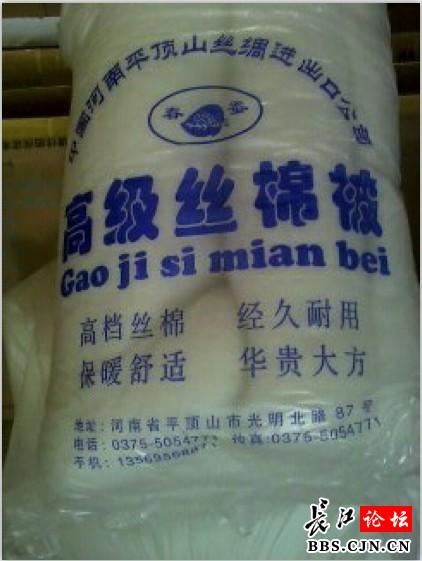 中国河南平顶山丝绸进出口公司
春蚕
高级丝棉被
Gao ji si mian bei
高档丝棉 经久耐用
保暖舒适 华贵大方
地址:河南省平顶山市光明北路87号
电话:0375-5054771 传真:0375-5054771
手机:
长江论坛
BBS.CJN.CN